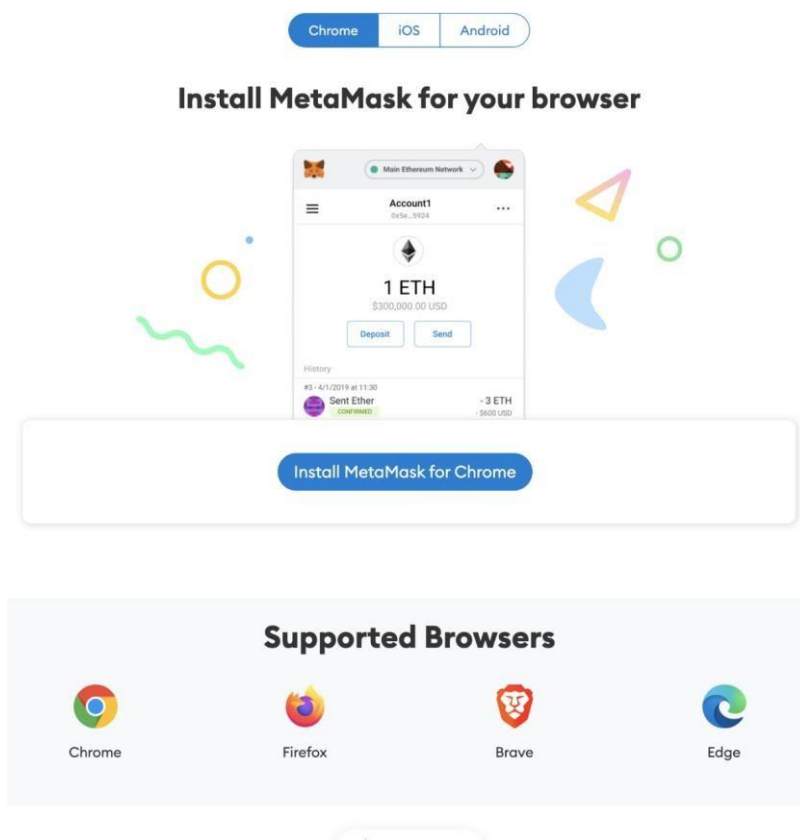 Chrome
iOS
Android
Install MetaMask for your browser
Main Ethereum Network
Account1
0x5e...5924
1 ETH
$300,000.00 USD
Deposit
Send
History
#3 - 4/1/2019 at 11:30
Sent Ether
- 3 ETH
CONFIRMED
- $600 USD
Install MetaMask for Chrome
Supported Browsers
Chrome
Firefox
Brave
Edge